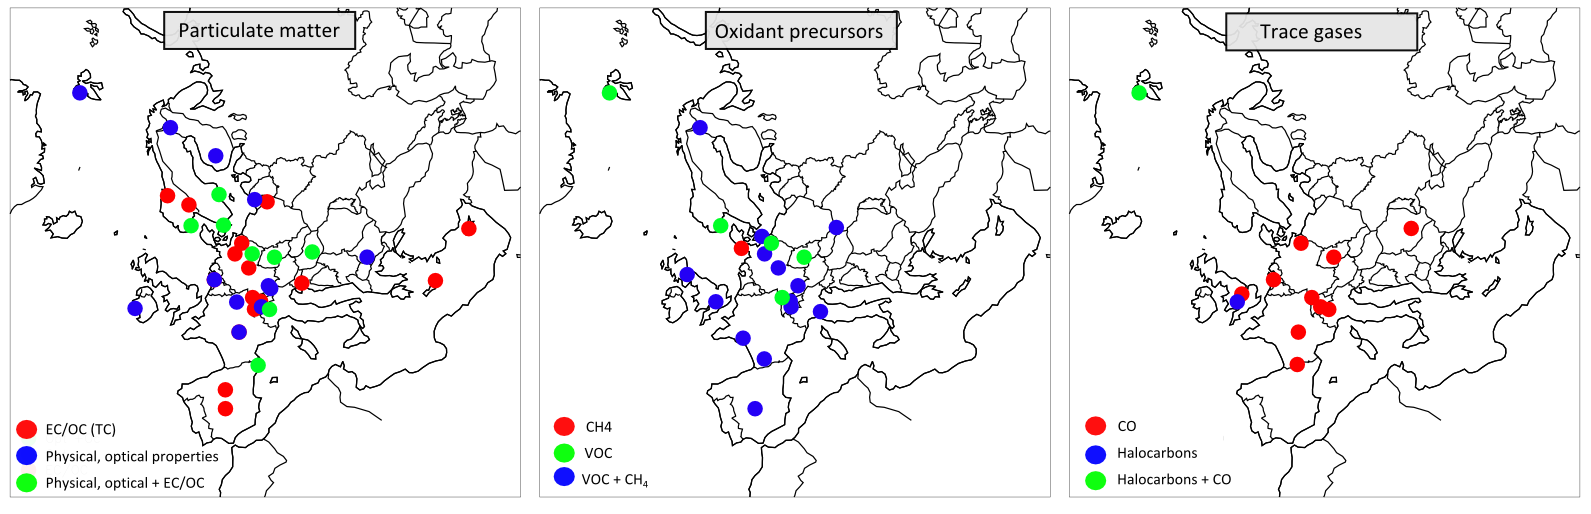 Particulate matter
EC/OC (TC)
Physical, optical properties
Physical, optical + EC/OC
Oxidant precursors
CH4
VOC
VOC + CH₄
Trace gases
CO
Halocarbons
Halocarbons + CO